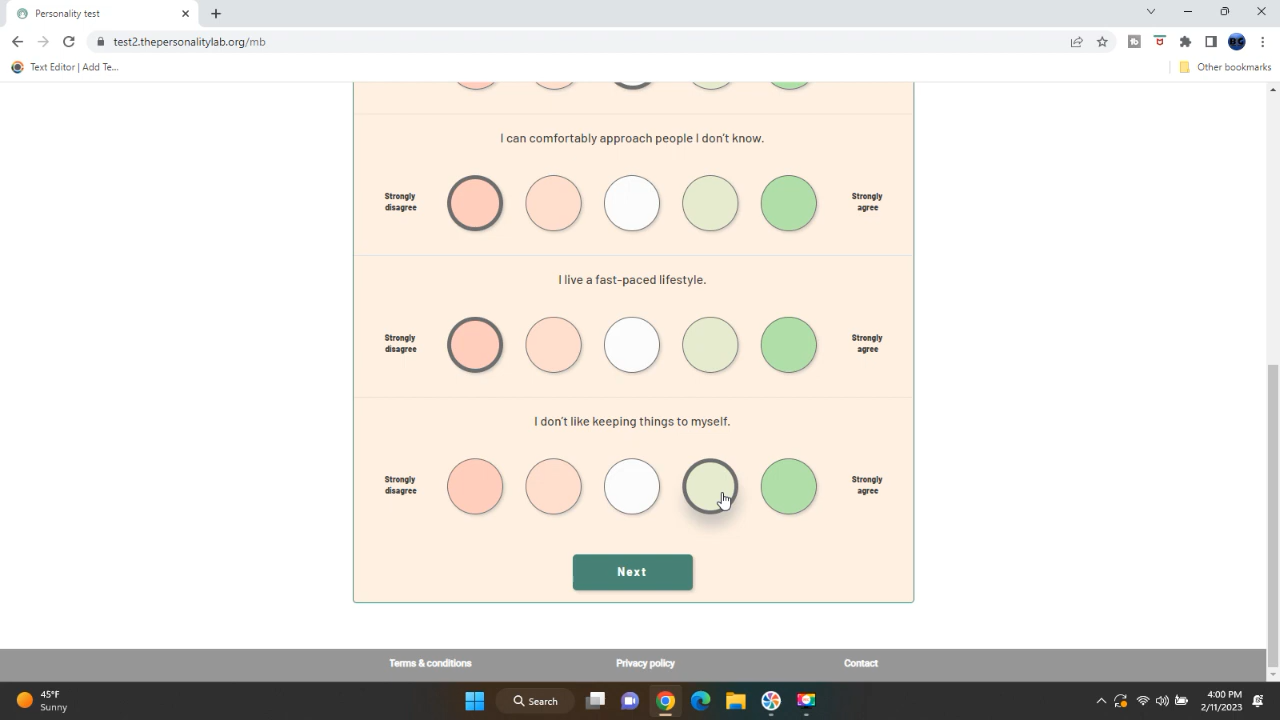 Personality test
test2.thepersonalitylab.org/mb
Text Editor | Add Te...
Other bookmarks
I can comfortably approach people I don't know.
Strongly
disagree
Strongly
agree
I live a fast-paced lifestyle.
Strongly
disagree
Strongly
agree
I don't like keeping things to myself.
Strongly
disagree
Strongly
agree
Next
Terms & conditions
Privacy policy
Contact
45°F
Sunny
Search
4:00 PM
2/11/2023